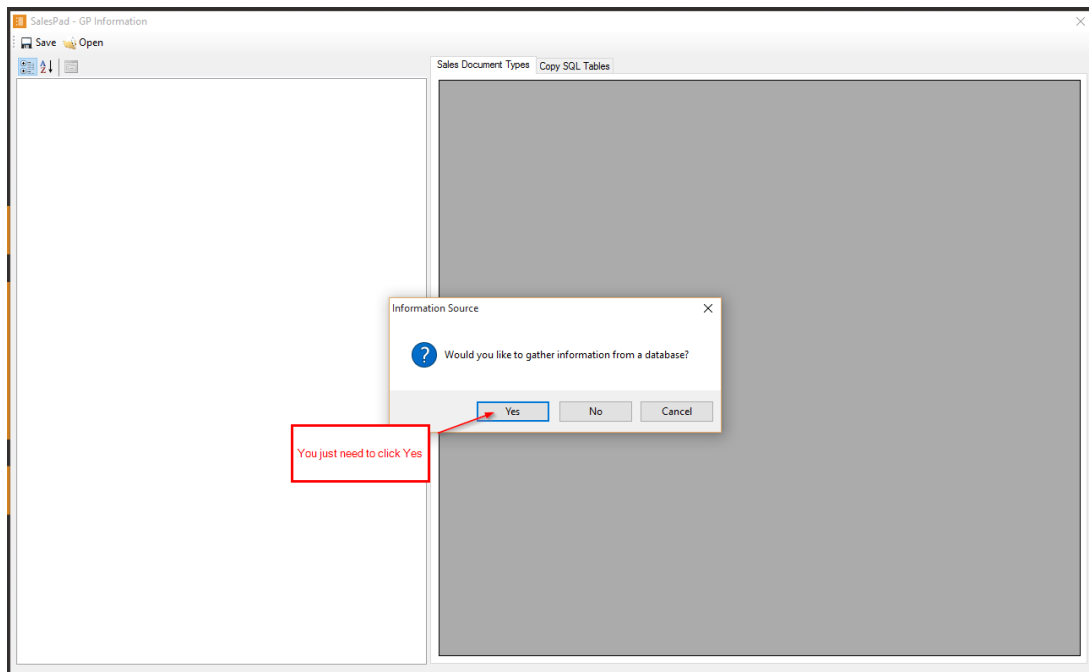 SalesPad - GP Information
Save Open
Sales Document Types Copy SQL Tables
Information Source
Would you like to gather information from a database?
Yes No Cancel
You just need to click Yes